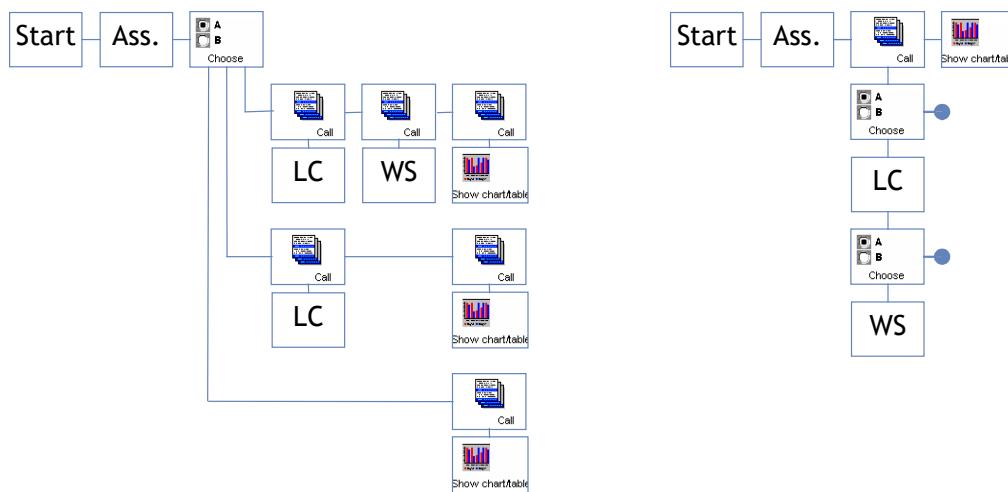 Start
Ass.
A
B
Choose
Call
Call
Call
LC
WS
Show chart/table
Call
Call
LC
Show chart/table
Call
Show chart/table
Start
Ass.
Call
Show chart/tab
A
B
Choose
LC
A
B
Choose
WS